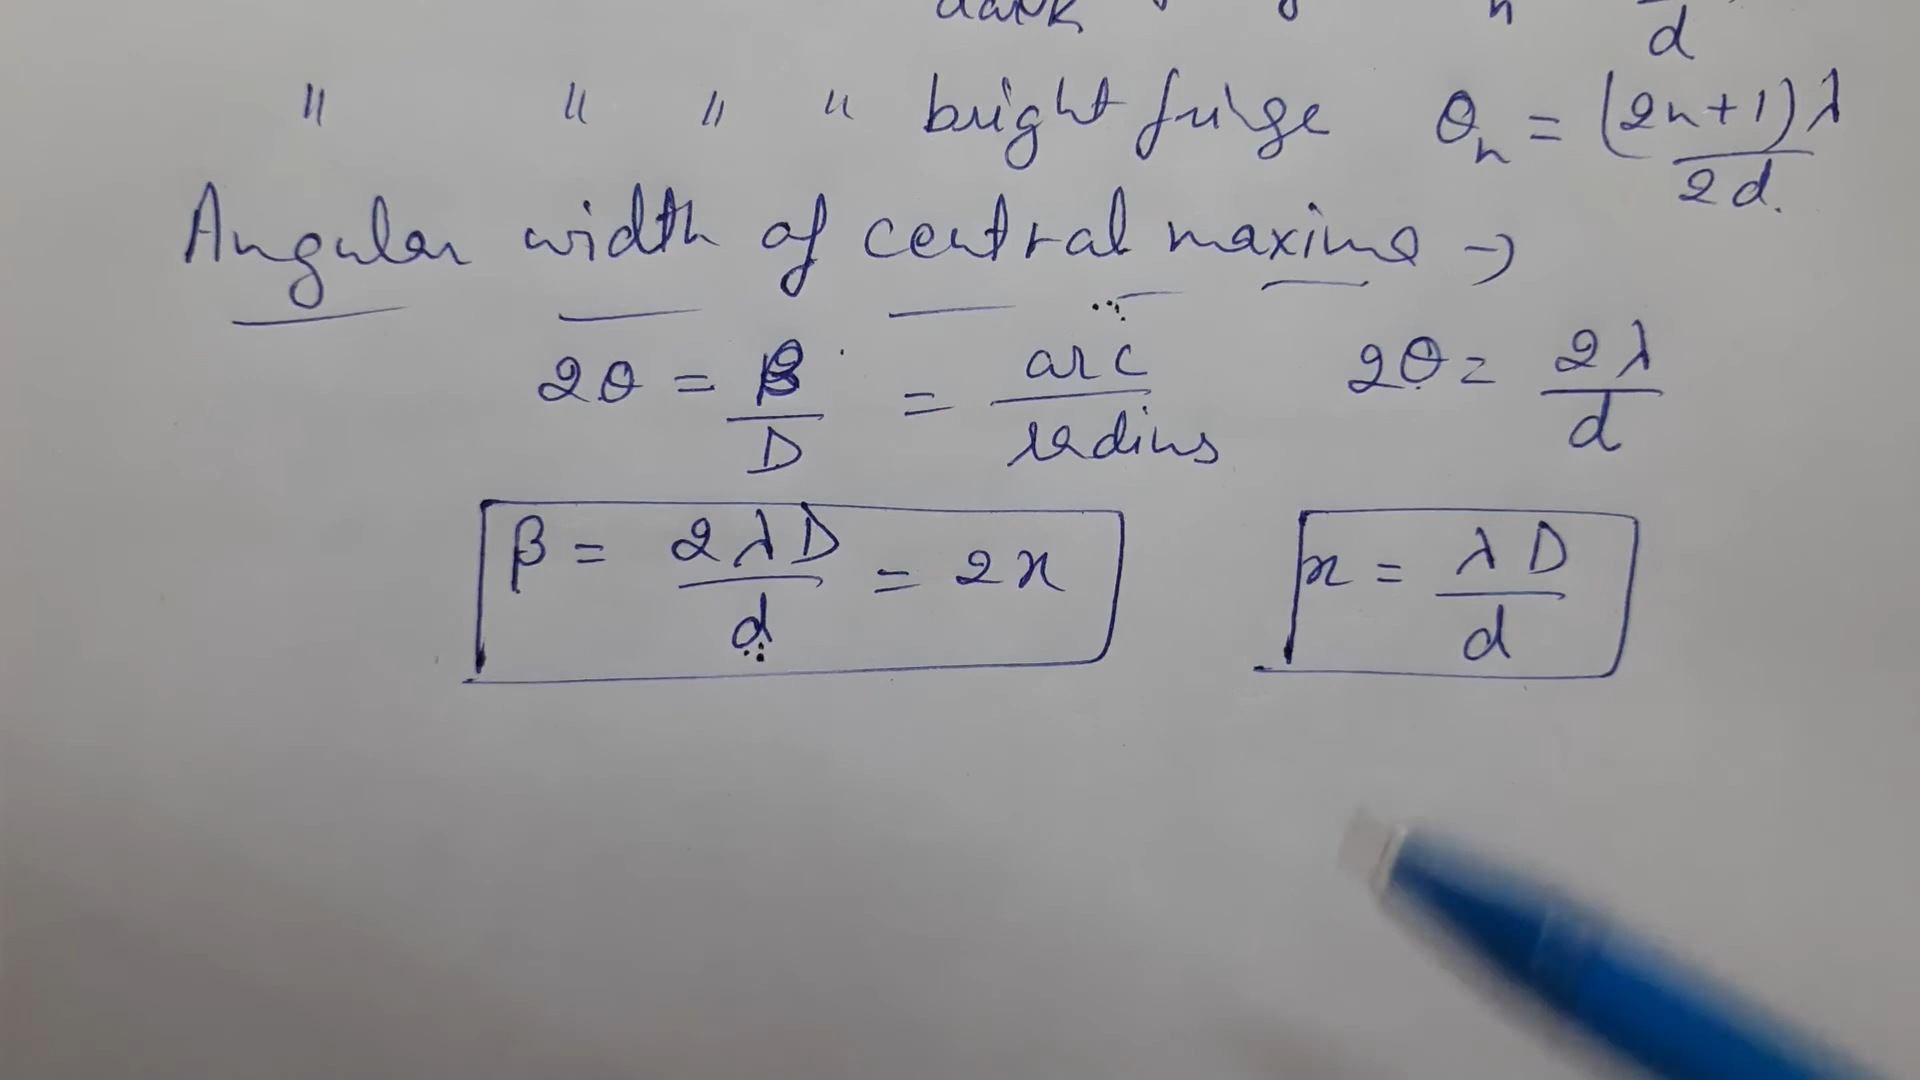 dark n d
" " " " bright fringe θn = (2n+1)λ / 2d.
Angular width of central maxima →
2θ = β / D = arc / radius 2θ = 2λ / d
β = 2λD / d = 2x x = λD / d